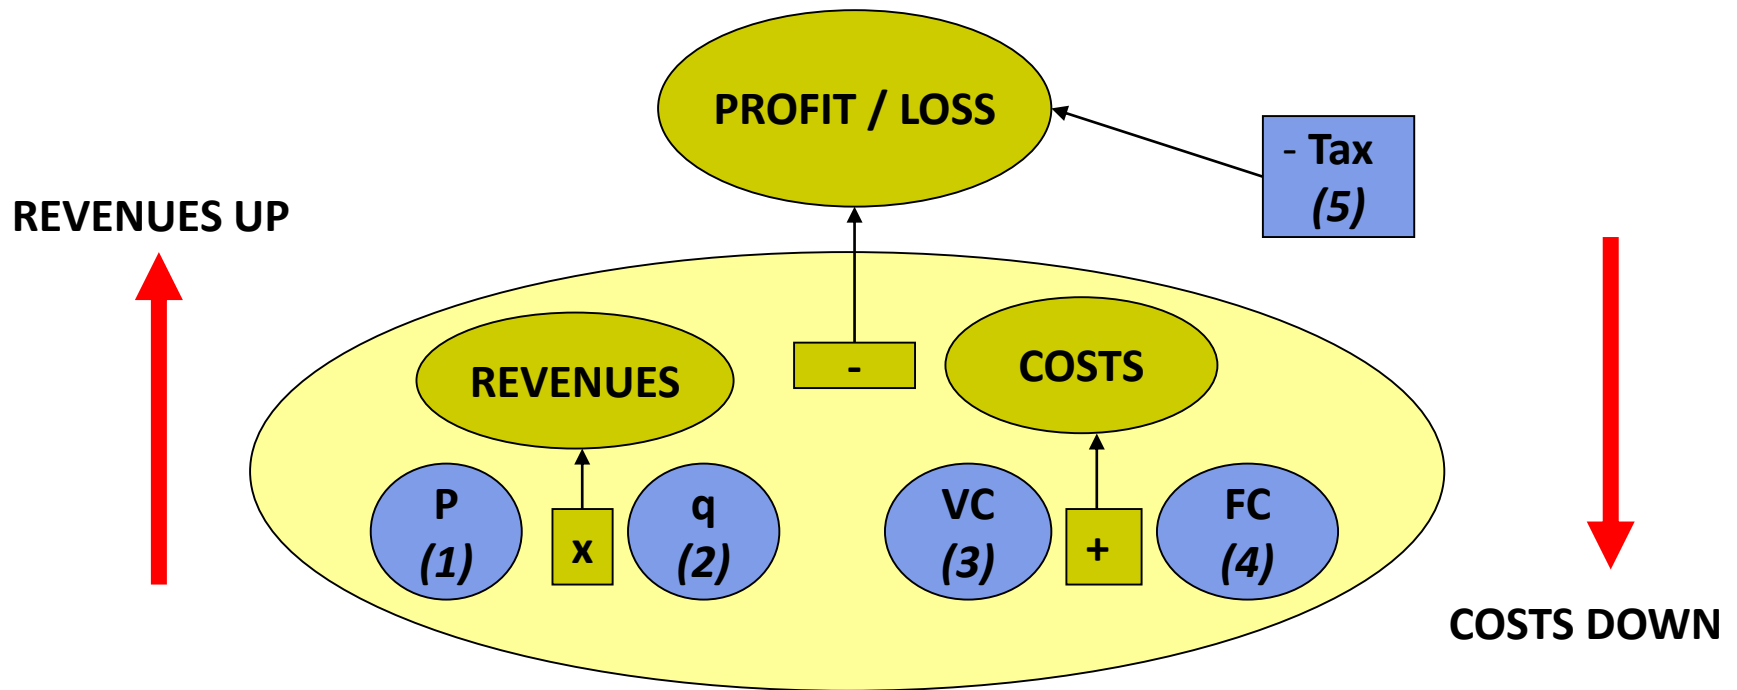 PROFIT / LOSS
- Tax
(5)
REVENUES UP
REVENUES
-
COSTS
P
(1)
x
q
(2)
VC
(3)
+
FC
(4)
COSTS DOWN